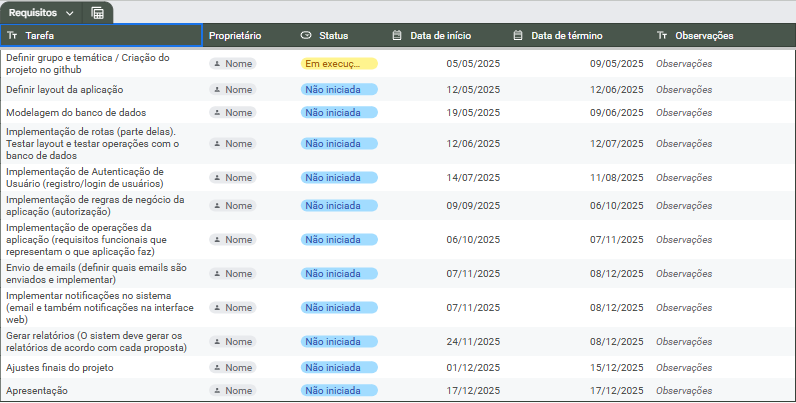 Requisitos
Tarefa Proprietário Status Data de início Data de término Observações
Definir grupo e temática / Criação do
projeto no github
Nome Em execuç... 05/05/2025 09/05/2025 Observações
Definir layout da aplicação Nome Não iniciada 12/05/2025 12/06/2025 Observações
Modelagem do banco de dados Nome Não iniciada 19/05/2025 09/06/2025 Observações
Implementação de rotas (parte delas).
Testar layout e testar operações com o
banco de dados
Nome Não iniciada 12/06/2025 12/07/2025 Observações
Implementação de Autenticação de
Usuário (registro/login de usuários)
Nome Não iniciada 14/07/2025 11/08/2025 Observações
Implementação de regras de negócio da
aplicação (autorização)
Nome Não iniciada 09/09/2025 06/10/2025 Observações
Implementação de operações da
aplicação (requisitos funcionais que
representam o que aplicação faz)
Nome Não iniciada 06/10/2025 07/11/2025 Observações
Envio de emails (definir quais emails são
enviados e implementar)
Nome Não iniciada 07/11/2025 08/12/2025 Observações
Implementar notificações no sistema
(email e também notificações na interface
web)
Nome Não iniciada 07/11/2025 08/12/2025 Observações
Gerar relatórios (O sistem deve gerar os
relatórios de acordo com cada proposta)
Nome Não iniciada 24/11/2025 08/12/2025 Observações
Ajustes finais do projeto Nome Não iniciada 01/12/2025 15/12/2025 Observações
Apresentação Nome Não iniciada 17/12/2025 17/12/2025 Observações